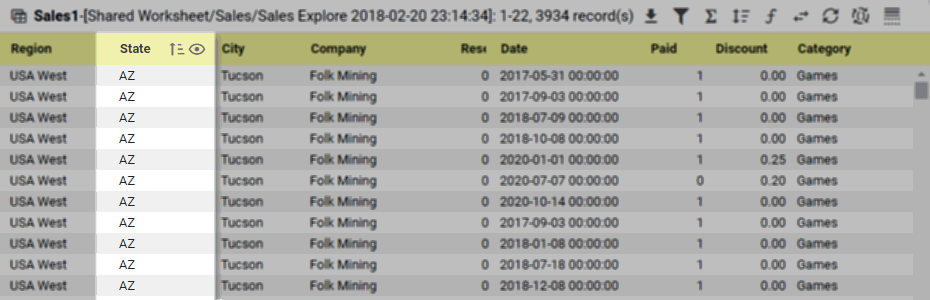 Sales1-[Shared Worksheet/Sales/Sales Explore 2018-02-20 23:14:34]: 1-22, 3934 record(s)
Region State City Company Rese Date Paid Discount Category
USA West AZ Tucson Folk Mining 0 2017-05-31 00:00:00 1 0.00 Games
USA West AZ Tucson Folk Mining 0 2017-09-03 00:00:00 1 0.00 Games
USA West AZ Tucson Folk Mining 0 2018-07-09 00:00:00 1 0.00 Games
USA West AZ Tucson Folk Mining 0 2018-10-08 00:00:00 1 0.00 Games
USA West AZ Tucson Folk Mining 0 2020-01-01 00:00:00 1 0.25 Games
USA West AZ Tucson Folk Mining 0 2020-07-07 00:00:00 0 0.20 Games
USA West AZ Tucson Folk Mining 0 2020-10-14 00:00:00 1 0.00 Games
USA West AZ Tucson Folk Mining 0 2017-09-03 00:00:00 1 0.00 Games
USA West AZ Tucson Folk Mining 0 2018-01-08 00:00:00 1 0.00 Games
USA West AZ Tucson Folk Mining 0 2018-07-18 00:00:00 1 0.00 Games
USA West AZ Tucson Folk Mining 0 2018-12-08 00:00:00 1 0.00 Games